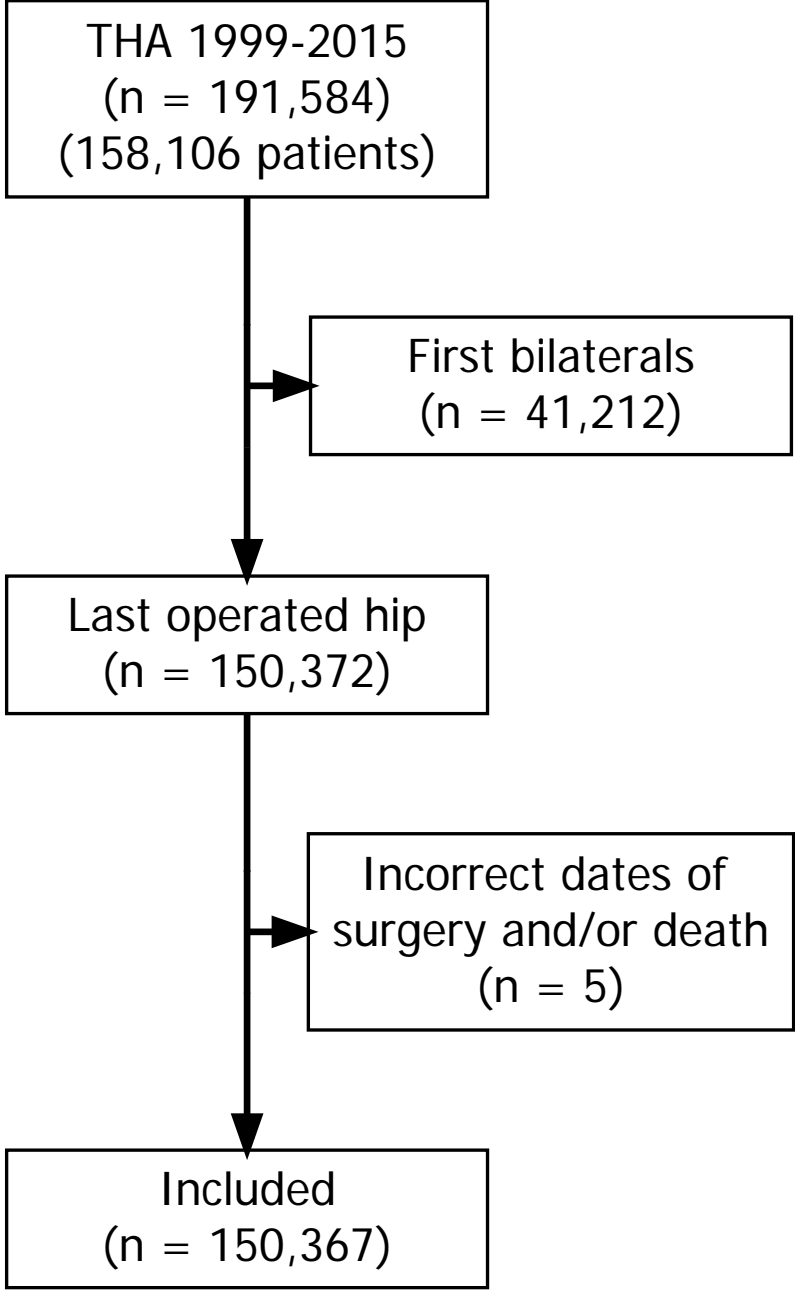 THA 1999-2015
(n = 191,584)
(158,106 patients)
First bilaterals
(n = 41,212)
Last operated hip
(n = 150,372)
Incorrect dates of
surgery and/or death
(n = 5)
Included
(n = 150,367)